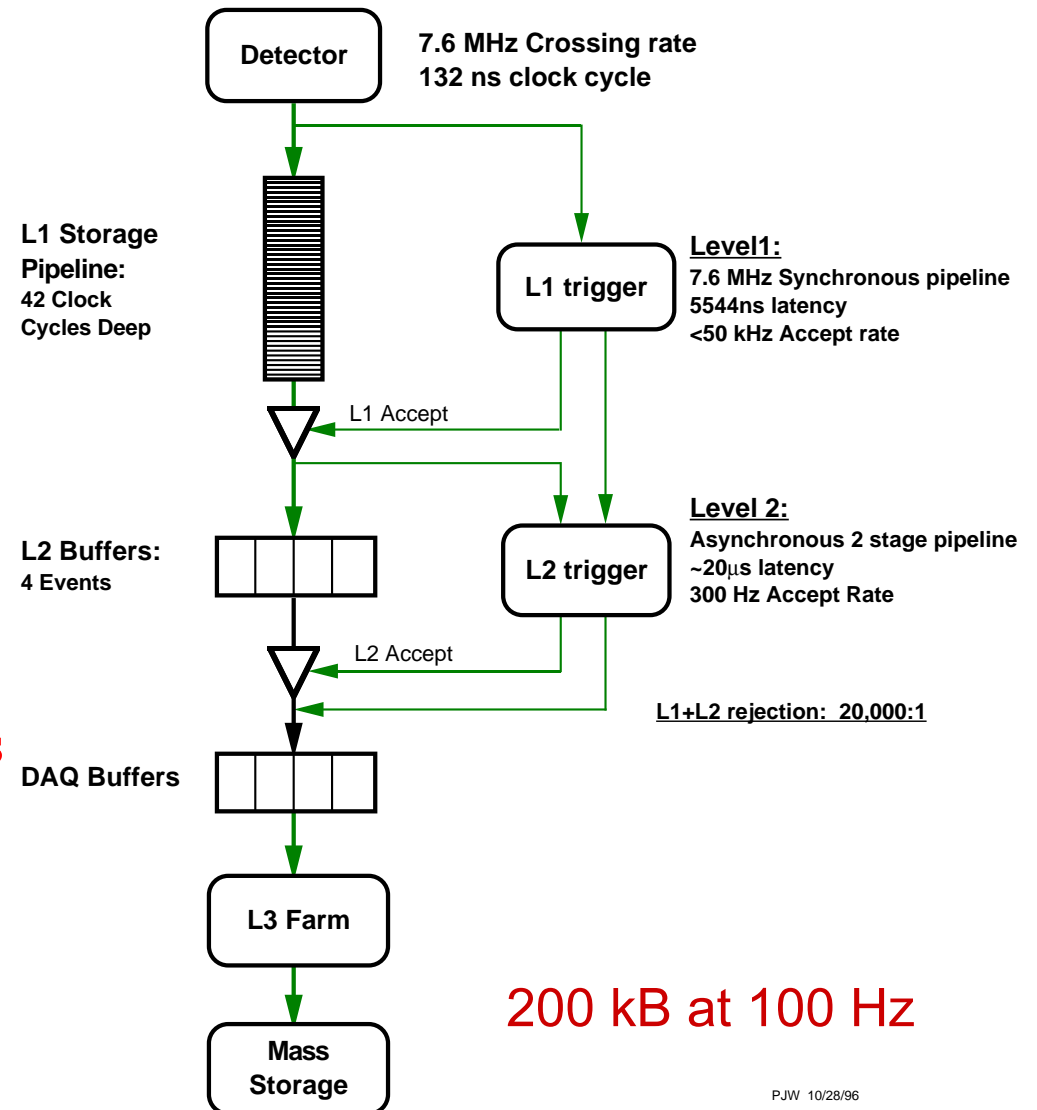 Detector
7.6 MHz Crossing rate
132 ns clock cycle
L1 Storage
Pipeline:
42 Clock
Cycles Deep
L1 trigger
Level1:
7.6 MHz Synchronous pipeline
5544ns latency
<50 kHz Accept rate
L1 Accept
L2 Buffers:
4 Events
L2 trigger
Level 2:
Asynchronous 2 stage pipeline
~20μs latency
300 Hz Accept Rate
L2 Accept
L1+L2 rejection: 20,000:1
DAQ Buffers
L3 Farm
200 kB at 100 Hz
Mass
Storage
PJW 10/28/96